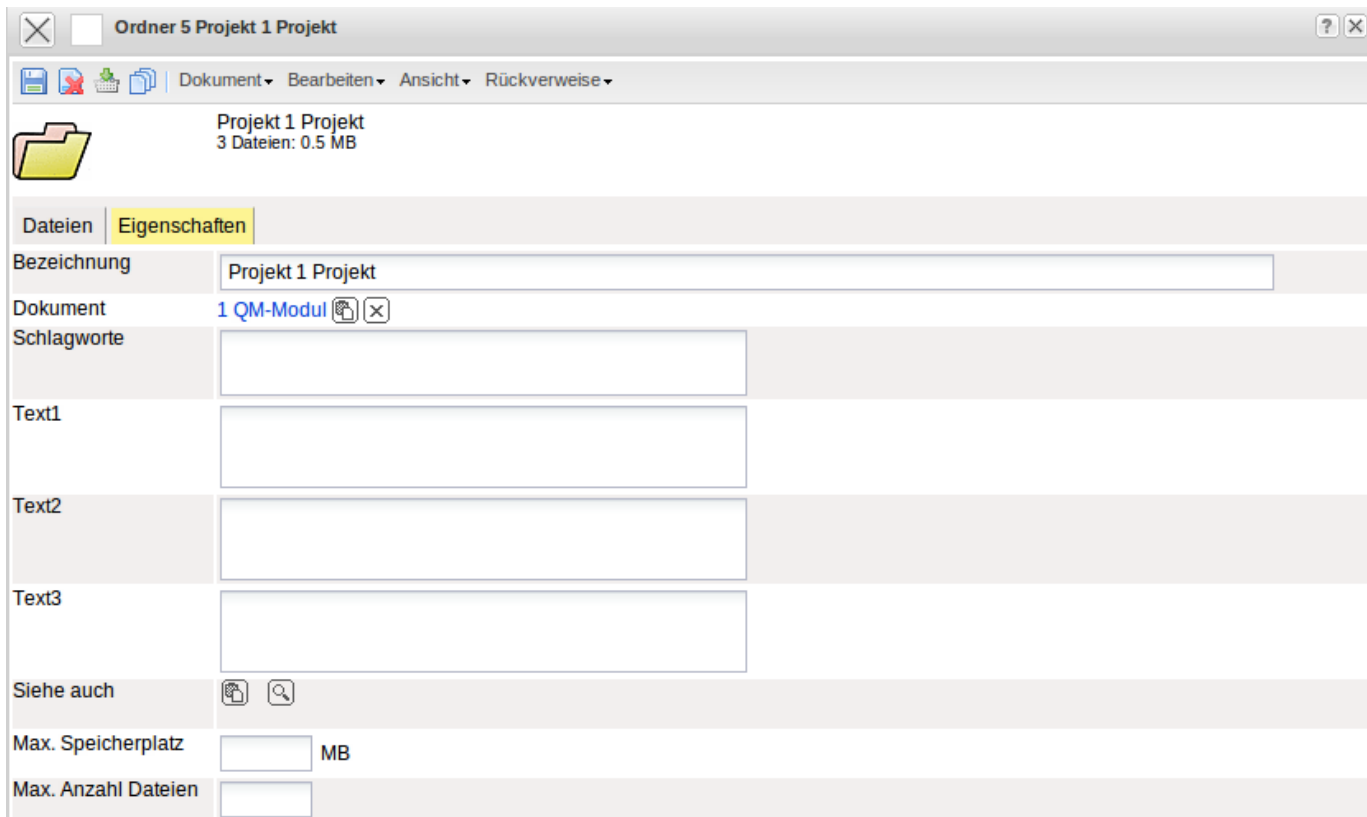 Ordner 5 Projekt 1 Projekt
?
Dokument Bearbeiten Ansicht Rückverweise
Projekt 1 Projekt
3 Dateien: 0.5 MB
Dateien Eigenschaften
Bezeichnung Projekt 1 Projekt
Dokument 1 QM-Modul
Schlagworte
Text1
Text2
Text3
Siehe auch
Max. Speicherplatz MB
Max. Anzahl Dateien